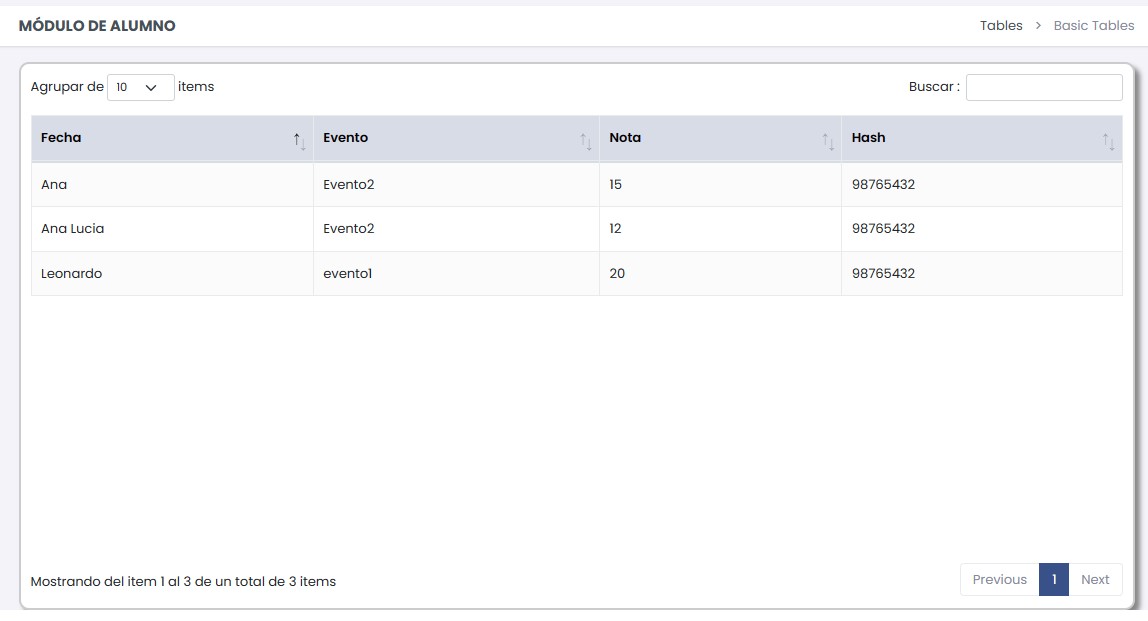 MÓDULO DE ALUMNO Tables > Basic Tables
Agrupar de 10 items Buscar :
Fecha Evento Nota Hash
Ana Evento2 15 98765432
Ana Lucia Evento2 12 98765432
Leonardo evento1 20 98765432
Mostrando del item 1 al 3 de un total de 3 items Previous 1 Next